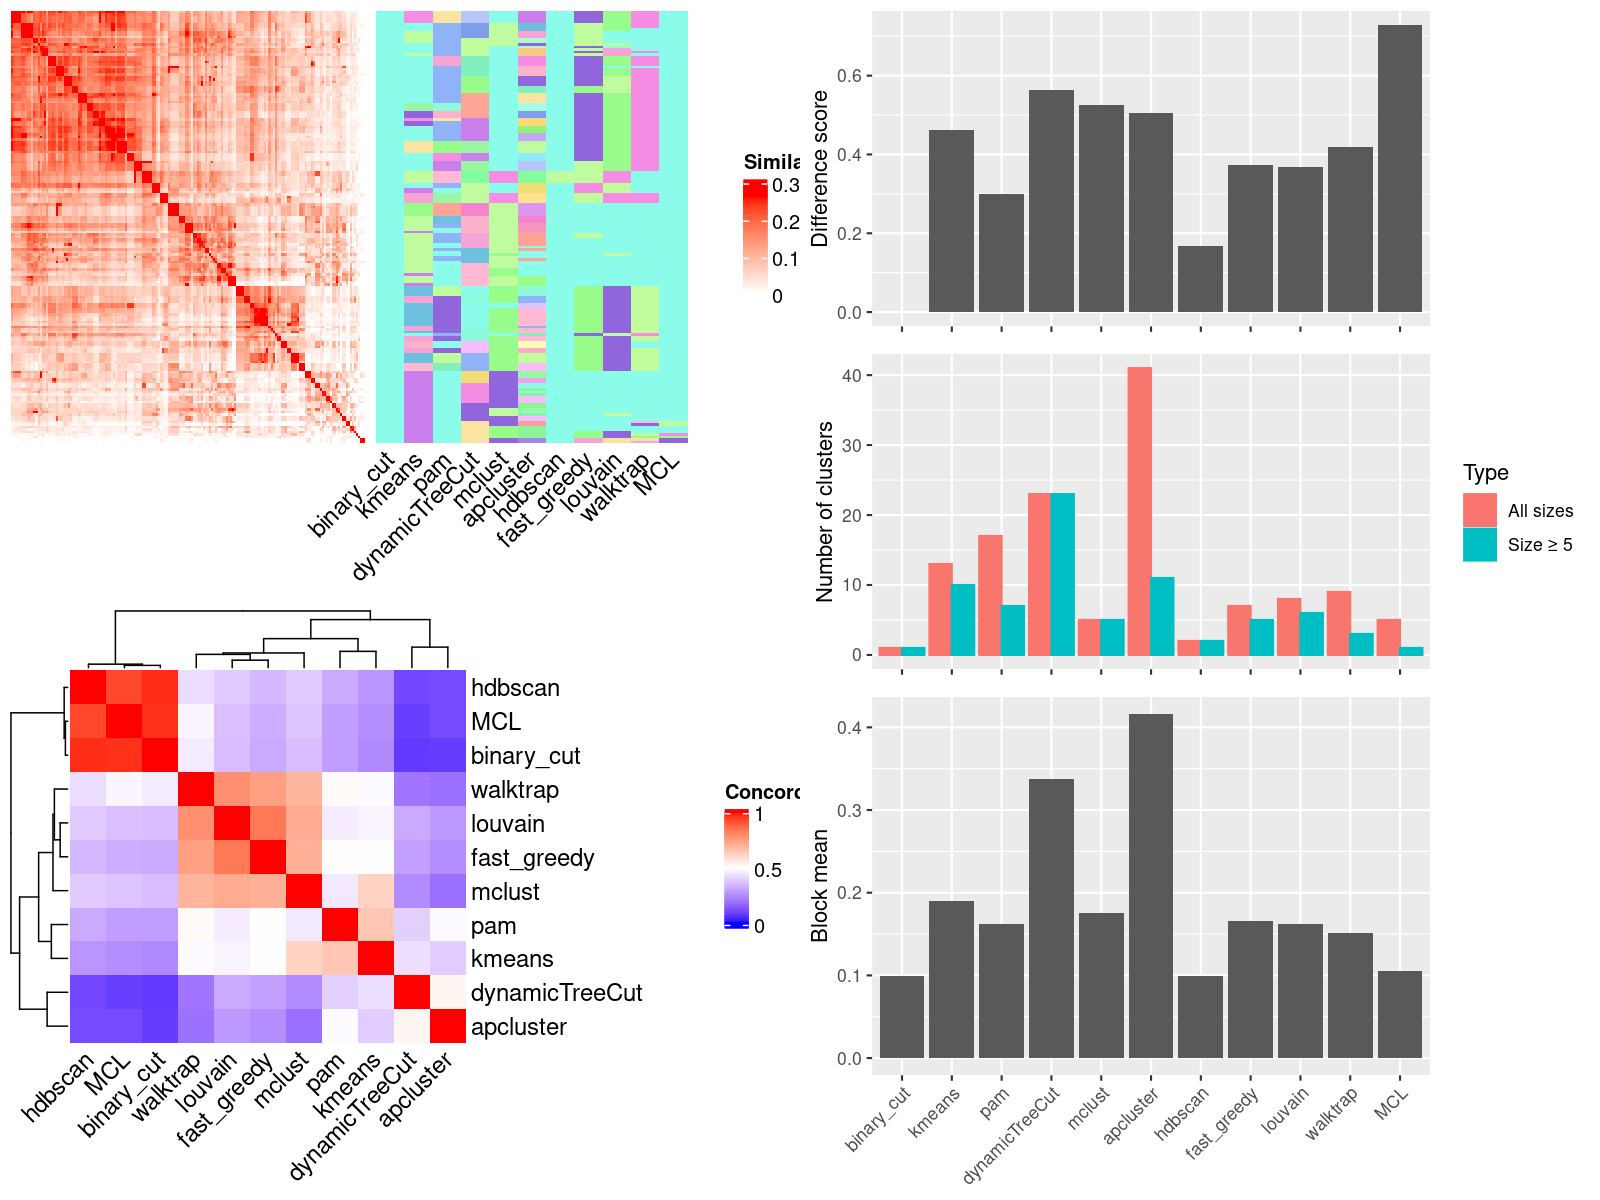 Simila
0.3
0.2
0.1
0
binary_cut
kmeans
pam
dynamicTreeCut
mclust
apcluster
hdbscan
fast_greedy
louvain
walktrap
MCL
hdbscan
MCL
binary_cut
walktrap
louvain
fast_greedy
mclust
pam
kmeans
dynamicTreeCut
apcluster
hdbscan
MCL
binary_cut
walktrap
louvain
fast_greedy
mclust
pam
kmeans
dynamicTreeCut
apcluster
Concord
1
0.5
0
Difference score
0.6
0.4
0.2
0.0
Number of clusters
40
30
20
10
0
Type
All sizes
Size ≥ 5
Block mean
0.4
0.3
0.2
0.1
0.0
binary_cut
kmeans
pam
dynamicTreeCut
mclust
apcluster
hdbscan
fast_greedy
louvain
walktrap
MCL